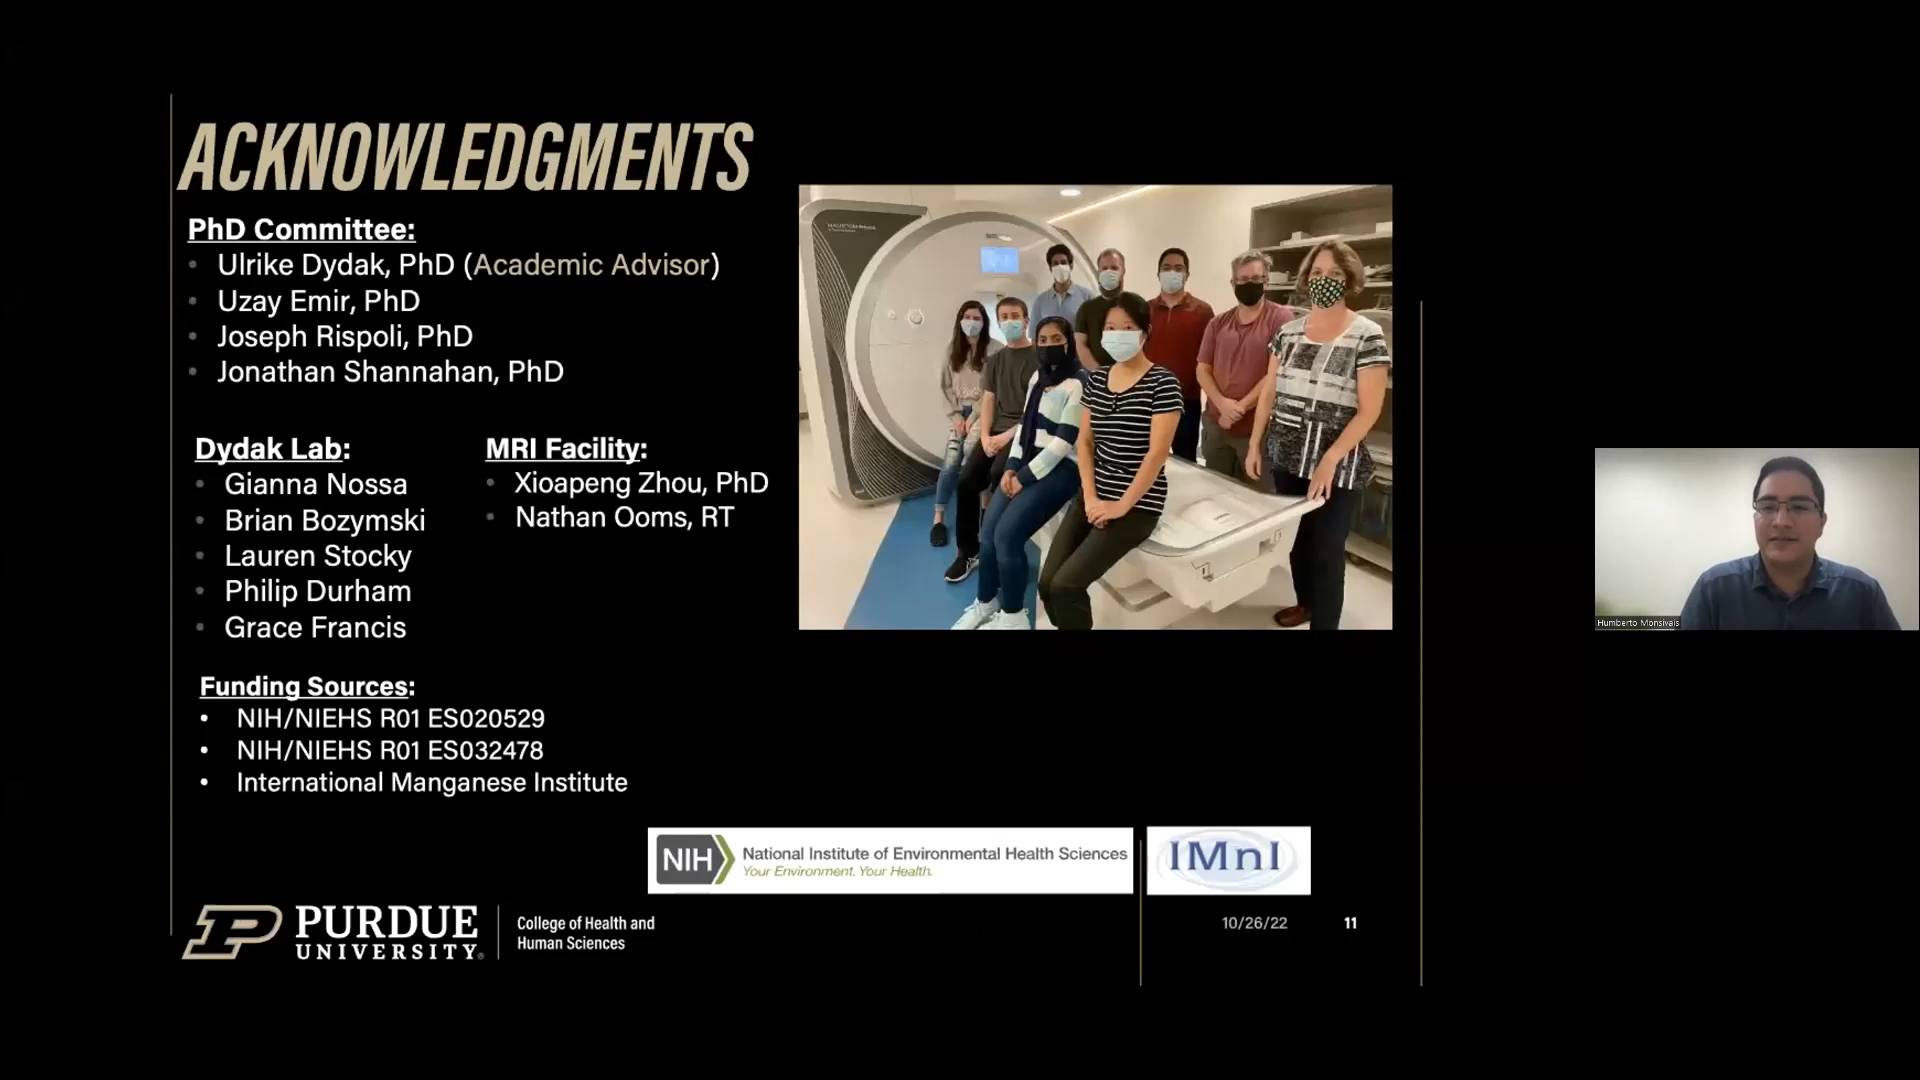 ACKNOWLEDGMENTS
PhD Committee:
Ulrike Dydak, PhD (Academic Advisor)
Uzay Emir, PhD
Joseph Rispoli, PhD
Jonathan Shannahan, PhD
Dydak Lab:
Gianna Nossa
Brian Bozymski
Lauren Stocky
Philip Durham
Grace Francis
MRI Facility:
Xioapeng Zhou, PhD
Nathan Ooms, RT
Funding Sources:
NIH/NIEHS R01 ES020529
NIH/NIEHS R01 ES032478
International Manganese Institute
Humberto Monsivais
NIH National Institute of Environmental Health Sciences
Your Environment. Your Health.
IMnI
P PURDUE UNIVERSITY®
College of Health and
Human Sciences
10/26/22
11